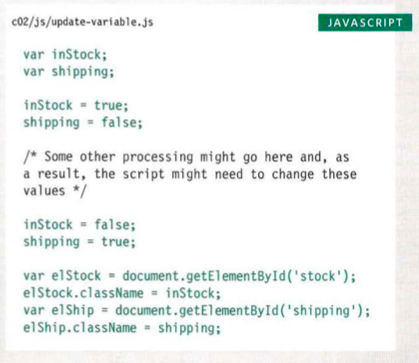 c02/js/update-variable.js
JAVASCRIPT
var inStock;
var shipping;
inStock = true;
shipping = false;
/* Some other processing might go here and, as
a result, the script might need to change these
values */
inStock = false;
shipping = true;
var elStock = document.getElementById('stock');
elStock.className = inStock;
var elShip = document.getElementById('shipping');
elShip.className = shipping;